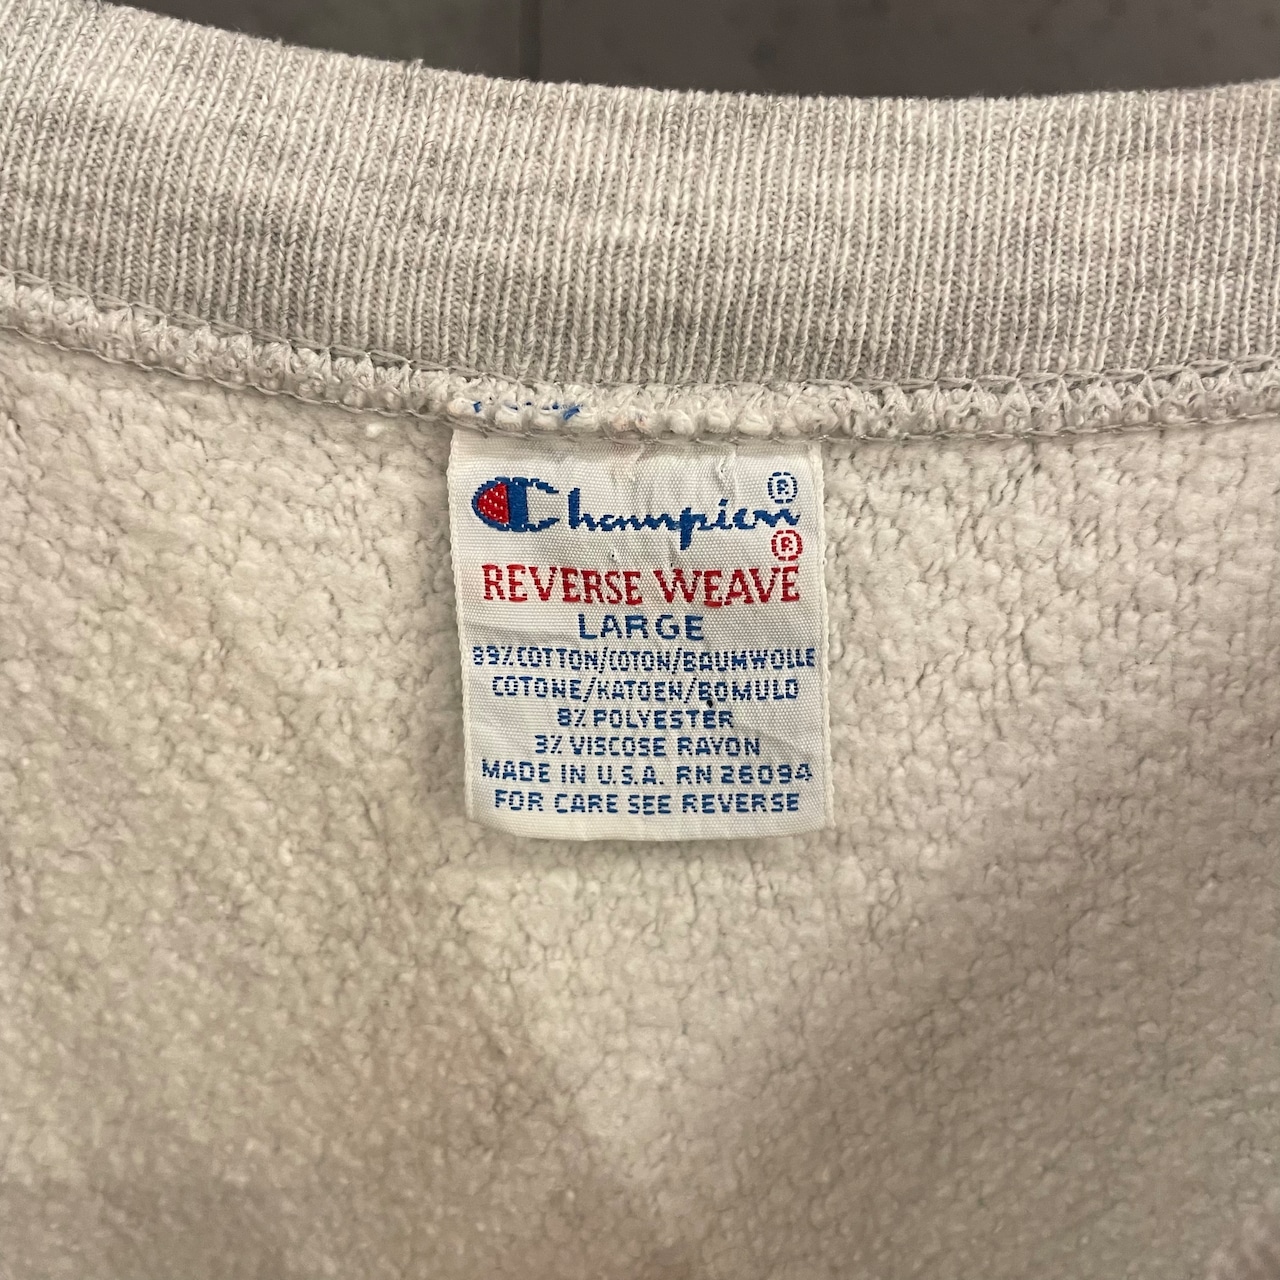 Champion®
®
REVERSE WEAVE
LARGE
89% COTTON/COTON/BAUMWOLLE
COTONE/KATOEN/BOMULD
8% POLYESTER
3% VISCOSE RAYON
MADE IN U.S.A. RN 26094
FOR CARE SEE REVERSE